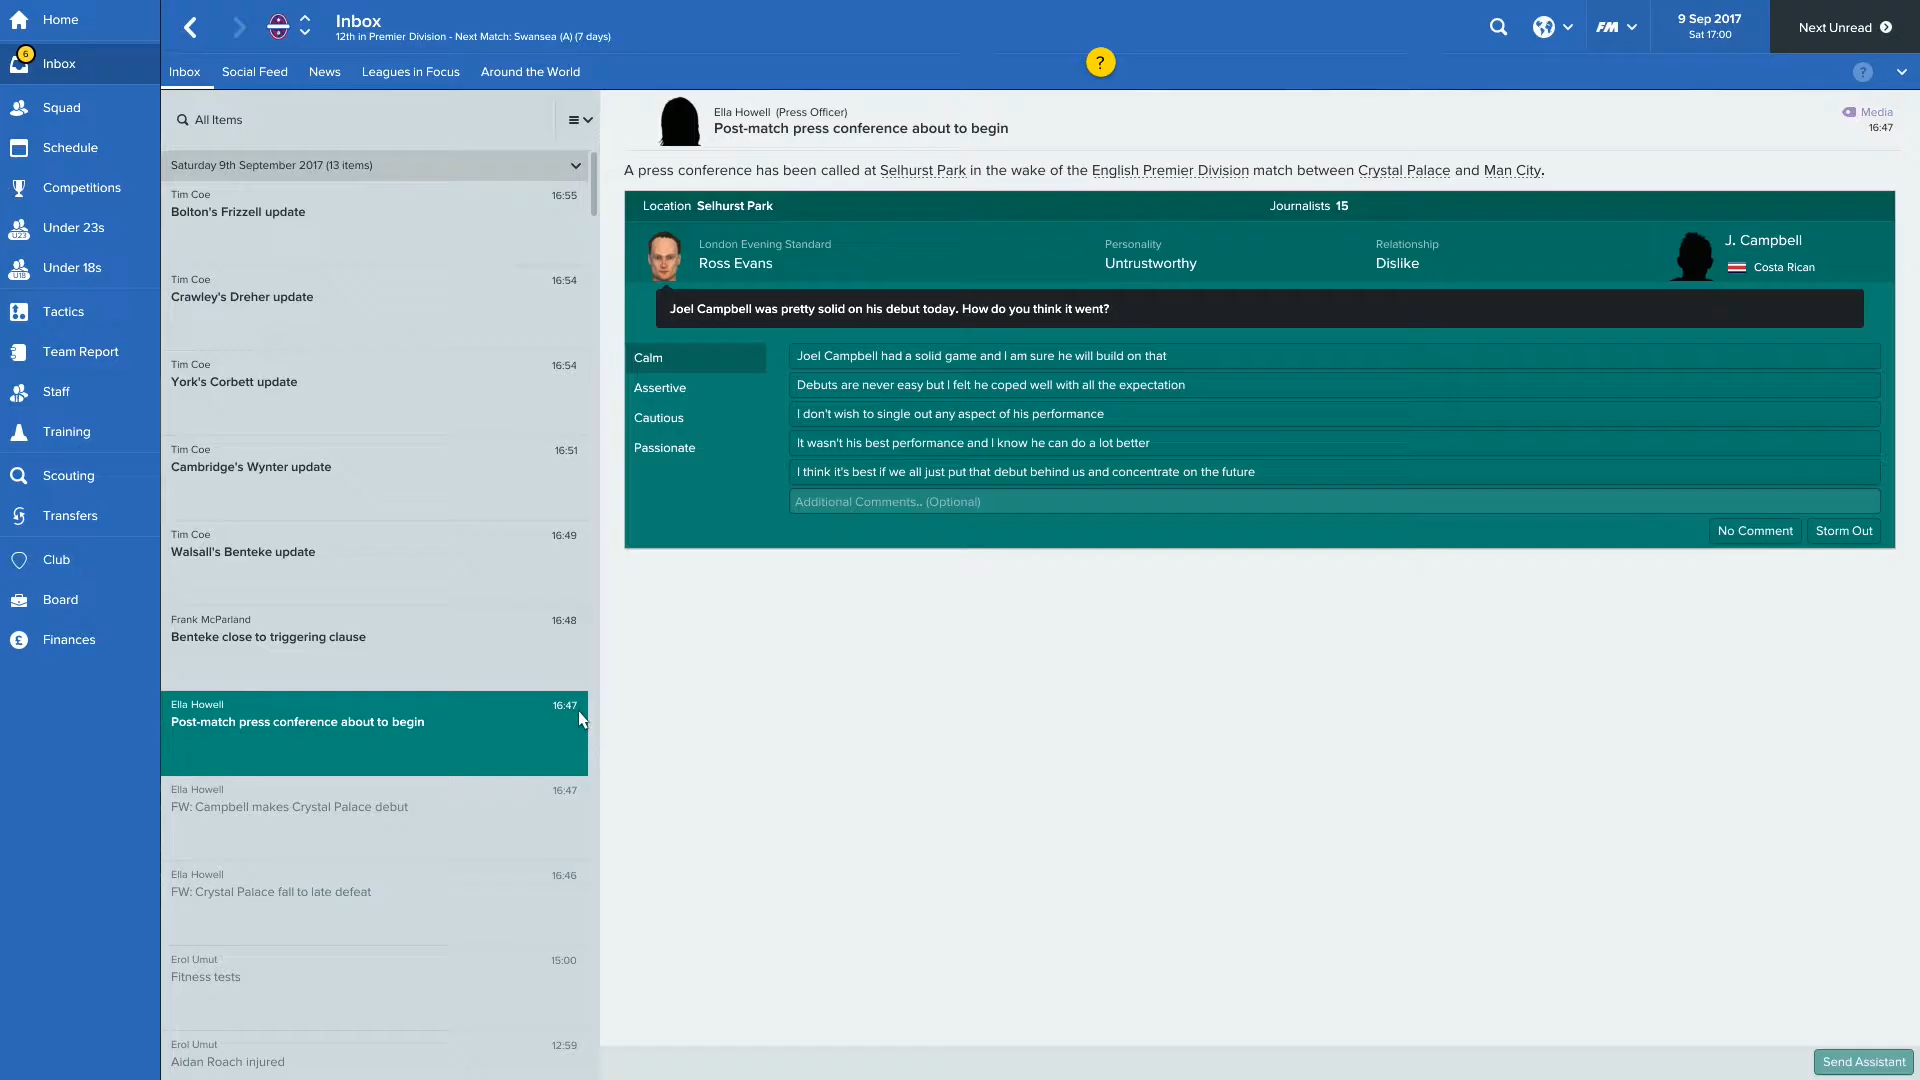 Home
6
Inbox
Squad
Schedule
Competitions
U23
Under 23s
U18
Under 18s
Tactics
Team Report
Staff
Training
Scouting
Transfers
Club
Board
£
Finances
Inbox
12th in Premier Division - Next Match: Swansea (A) (7 days)
FM
9 Sep 2017
Sat 17:00
Next Unread
Inbox
Social Feed
News
Leagues in Focus
Around the World
?
?
All Items
Saturday 9th September 2017 (13 items)
Tim Coe 16:55
Bolton's Frizzell update
Tim Coe 16:54
Crawley's Dreher update
Tim Coe 16:54
York's Corbett update
Tim Coe 16:51
Cambridge's Wynter update
Tim Coe 16:49
Walsall's Benteke update
Frank McParland 16:48
Benteke close to triggering clause
Ella Howell 16:47
Post-match press conference about to begin
Ella Howell 16:47
FW: Campbell makes Crystal Palace debut
Ella Howell 16:46
FW: Crystal Palace fall to late defeat
Erol Umut 15:00
Fitness tests
Erol Umut 12:59
Aidan Roach injured
Ella Howell (Press Officer)
Post-match press conference about to begin
Media
16:47
A press conference has been called at Selhurst Park in the wake of the English Premier Division match between Crystal Palace and Man City.
Location Selhurst Park
Journalists 15
London Evening Standard
Ross Evans
Personality
Untrustworthy
Relationship
Dislike
J. Campbell
Costa Rican
Joel Campbell was pretty solid on his debut today. How do you think it went?
Calm
Assertive
Cautious
Passionate
Joel Campbell had a solid game and I am sure he will build on that
Debuts are never easy but I felt he coped well with all the expectation
I don't wish to single out any aspect of his performance
It wasn't his best performance and I know he can do a lot better
I think it's best if we all just put that debut behind us and concentrate on the future
Additional Comments.. (Optional)
No Comment
Storm Out
Send Assistant